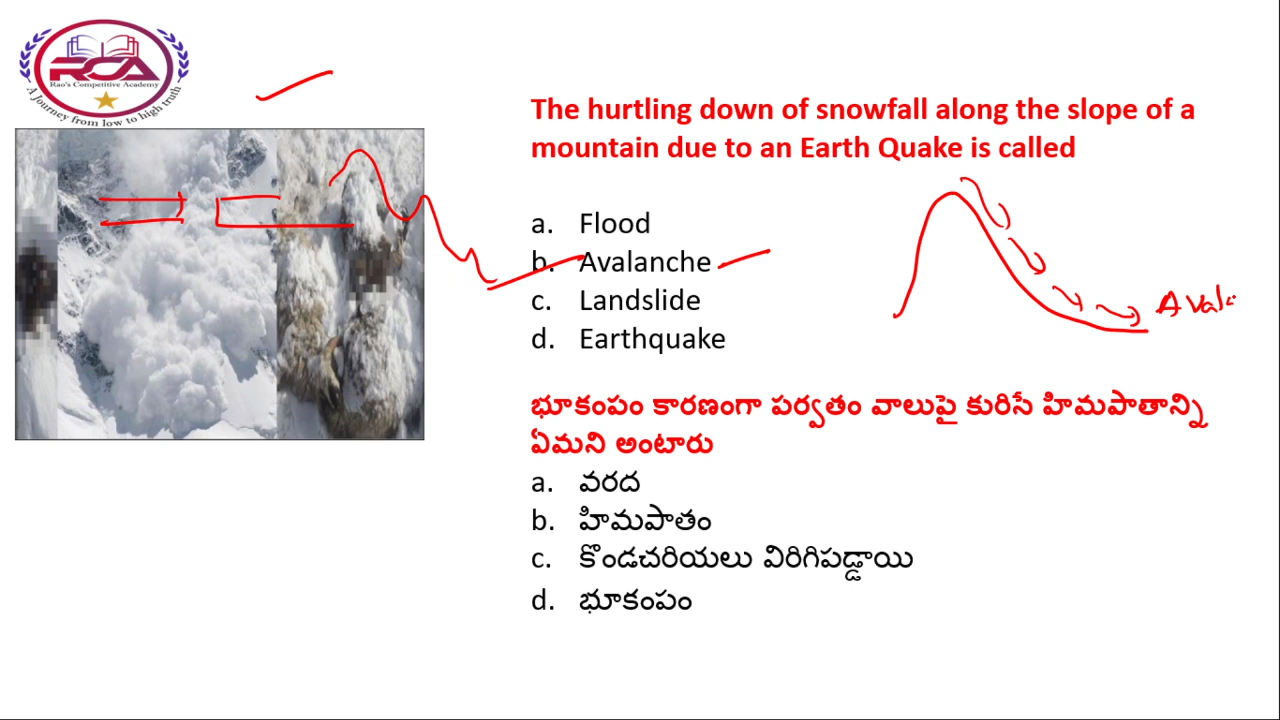 RCA
Rao's Competitive Academy
A Journey from low to high truth
The hurtling down of snowfall along the slope of a
mountain due to an Earth Quake is called
a. Flood
b. Avalanche
c. Landslide
d. Earthquake
Aval
భూకంపం కారణంగా పర్వతం వాలుపై కురిసే హిమపాతాన్ని
ఏమని అంటారు
a. వరద
b. హిమపాతం
c. కొండచరియలు విరిగిపడ్డాయి
d. భూకంపం